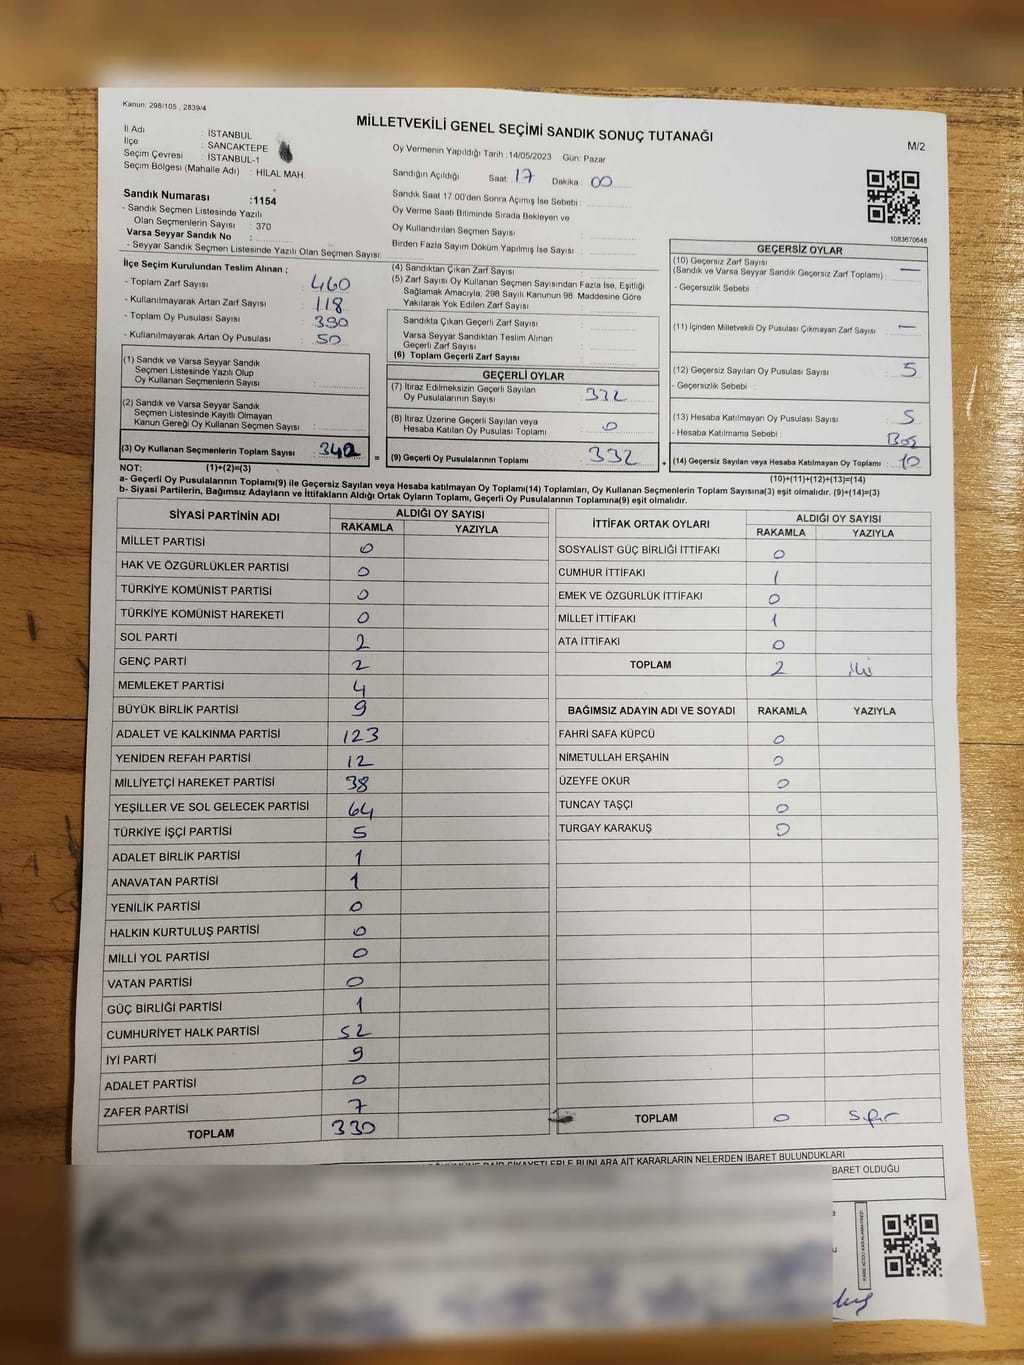 Kanun: 298/105 , 2839/4
MİLLETVEKİLİ GENEL SEÇİMİ SANDIK SONUÇ TUTANAĞI
M/2
İl Adı : İSTANBUL
İlçe : SANCAKTEPE
Seçim Çevresi : İSTANBUL-1
Seçim Bölgesi (Mahalle Adı) : HİLAL MAH.
Oy Vermenin Yapıldığı Tarih :14/05/2023 Gün: Pazar
Sandığın Açıldığı Saat: 17 Dakika : 00
Sandık Numarası :1154
- Sandık Seçmen Listesinde Yazılı
Olan Seçmenlerin Sayısı : 370
Varsa Seyyar Sandık No :
- Seyyar Sandık Seçmen Listesinde Yazılı Olan Seçmen Sayısı:
Sandık Saat 17:00'den Sonra Açımış İse Sebebi :
Oy Verme Saati Bitiminde Sırada Bekleyen ve
Oy Kullandırılan Seçmen Sayısı :
Birden Fazla Sayım Döküm Yapılmış İse Sayısı :
1083670648
İlçe Seçim Kurulundan Teslim Alınan ;
- Toplam Zarf Sayısı : 460
- Kullanılmayarak Artan Zarf Sayısı : 118
- Toplam Oy Pusulası Sayısı : 390
- Kullanılmayarak Artan Oy Pusulası : 50
(1) Sandık ve Varsa Seyyar Sandık
Seçmen Listesinde Yazılı Olup
Oy Kullanan Seçmenlerin Sayısı :
(2) Sandık ve Varsa Seyyar Sandık
Seçmen Listesinde Kayıtlı Olmayan
Kanun Gereği Oy Kullanan Seçmen Sayısı :
(3) Oy Kullanan Seçmenlerin Toplam Sayısı : 342 =
(4) Sandıktan Çıkan Zarf Sayısı :
(5) Zarf Sayısı Oy Kullanan Seçmen Sayısından Fazla İse, Eşitliği
Sağlamak Amacıyla, 298 Sayılı Kanunun 98. Maddesine Göre
Yakılarak Yok Edilen Zarf Sayısı :
Sandıkta Çıkan Geçerli Zarf Sayısı :
Varsa Seyyar Sandıktan Teslim Alınan
Geçerli Zarf Sayısı :
(6) Toplam Geçerli Zarf Sayısı :
GEÇERLİ OYLAR
(7) İtiraz Edilmeksizin Geçerli Sayılan
Oy Pusulalarının Sayısı : 332
(8) İtiraz Üzerine Geçerli Sayılan veya
Hesaba Katılan Oy Pusulası Toplamı : 0
(9) Geçerli Oy Pusulalarının Toplamı : 332 +
GEÇERSİZ OYLAR
(10) Geçersiz Zarf Sayısı
(Sandık ve Varsa Seyyar Sandık Geçersiz Zarf Toplamı) : —
- Geçersizlik Sebebi :
(11) İçinden Milletvekili Oy Pusulası Çıkmayan Zarf Sayısı : —
(12) Geçersiz Sayılan Oy Pusulası Sayısı : 5
- Geçersizlik Sebebi :
(13) Hesaba Katılmayan Oy Pusulası Sayısı : 5
- Hesaba Katılmama Sebebi : Boş
(14) Geçersiz Sayılan veya Hesaba Katılmayan Oy Toplamı : 10
NOT: (1)+(2)=(3) (10)+(11)+(12)+(13)=(14)
a- Geçerli Oy Pusulalarının Toplamı(9) ile Geçersiz Sayılan veya Hesaba Katılmayan Oy Toplamı(14) Toplamları, Oy Kullanan Seçmenlerin Toplam Sayısına(3) eşit olmalıdır. (9)+(14)=(3)
b- Siyasi Partilerin, Bağımsız Adayların ve İttifakların Aldığı Ortak Oyların Toplamı, Geçerli Oy Pusulalarının Toplamına(9) eşit olmalıdır.
SİYASİ PARTİNİN ADI ALDIĞI OY SAYISI
RAKAMLA YAZIYLA
MİLLET PARTİSİ 0
HAK VE ÖZGÜRLÜKLER PARTİSİ 0
TÜRKİYE KOMÜNİST PARTİSİ 0
TÜRKİYE KOMÜNİST HAREKETİ 0
SOL PARTİ 2
GENÇ PARTİ 2
MEMLEKET PARTİSİ 4
BÜYÜK BİRLİK PARTİSİ 9
ADALET VE KALKINMA PARTİSİ 123
YENİDEN REFAH PARTİSİ 12
MİLLİYETÇİ HAREKET PARTİSİ 38
YEŞİLLER VE SOL GELECEK PARTİSİ 64
TÜRKİYE İŞÇİ PARTİSİ 5
ADALET BİRLİK PARTİSİ 1
ANAVATAN PARTİSİ 1
YENİLİK PARTİSİ 0
HALKIN KURTULUŞ PARTİSİ 0
MİLLİ YOL PARTİSİ 0
VATAN PARTİSİ 0
GÜÇ BİRLİĞİ PARTİSİ 1
CUMHURİYET HALK PARTİSİ 52
İYİ PARTİ 9
ADALET PARTİSİ 0
ZAFER PARTİSİ 7
TOPLAM 330
İTTİFAK ORTAK OYLARI ALDIĞI OY SAYISI
RAKAMLA YAZIYLA
SOSYALİST GÜÇ BİRLİĞİ İTTİFAKI 0
CUMHUR İTTİFAKI 1
EMEK VE ÖZGÜRLÜK İTTİFAKI 0
MİLLET İTTİFAKI 1
ATA İTTİFAKI 0
TOPLAM 2 iki
BAĞIMSIZ ADAYIN ADI VE SOYADI RAKAMLA YAZIYLA
FAHRİ SAFA KÜPCÜ 0
NİMETULLAH ERŞAHİN 0
ÜZEYFE OKUR 0
TUNCAY TAŞÇI 0
TURGAY KARAKUŞ 0
TOPLAM 0 Sıfır
ŞİKAYETLERLE BUNLARA AİT KARARLARIN NELERDEN İBARET BULUNDUKLARI
BARET OLDUĞU